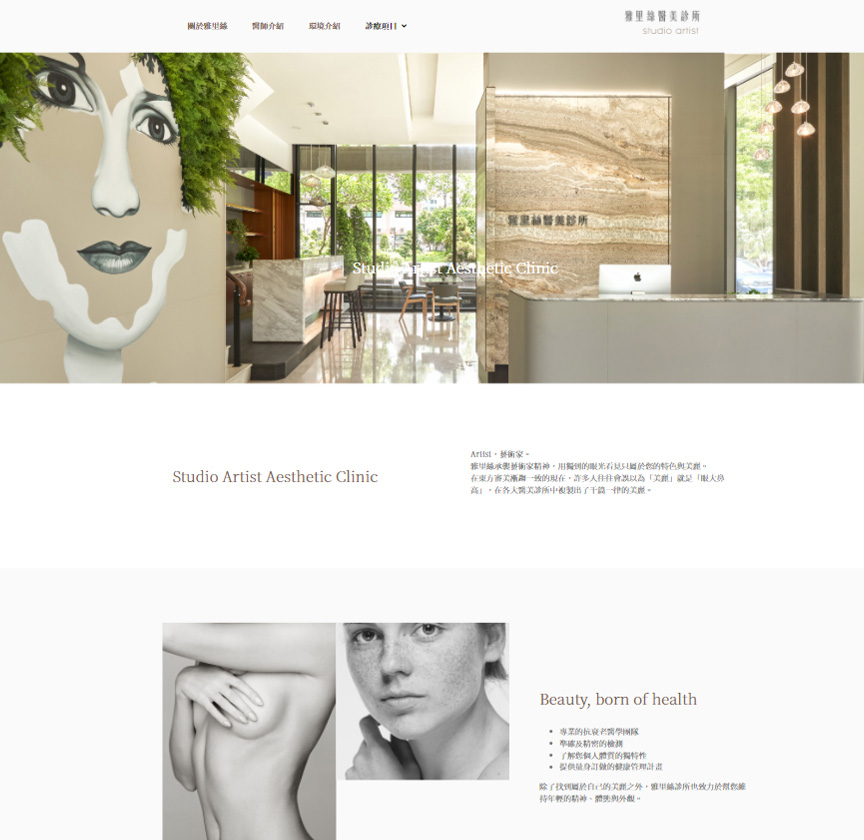 關於雅里絲
醫師介紹
環境介紹
診療項目
雅里絲醫美診所
studio artist
雅里絲醫美診所
Studio Artist Aesthetic Clinic
Studio Artist Aesthetic Clinic
Artist・藝術家。
雅里絲承襲藝術家精神，用獨到的眼光看見只屬於您的特色與美麗。
在東方審美漸趨一致的現在，許多人往往會誤以為「美麗」就是「眼大鼻
高」，在各大醫美診所中複製出了千篇一律的美麗。
Beauty, born of health
專業的抗衰老醫學團隊
準確及精密的檢測
了解您個人體質的獨特性
提供量身訂做的健康管理計畫
除了找到屬於自己的美麗之外，雅里絲診所也致力於幫您維
持年輕的精神、體態與外觀。